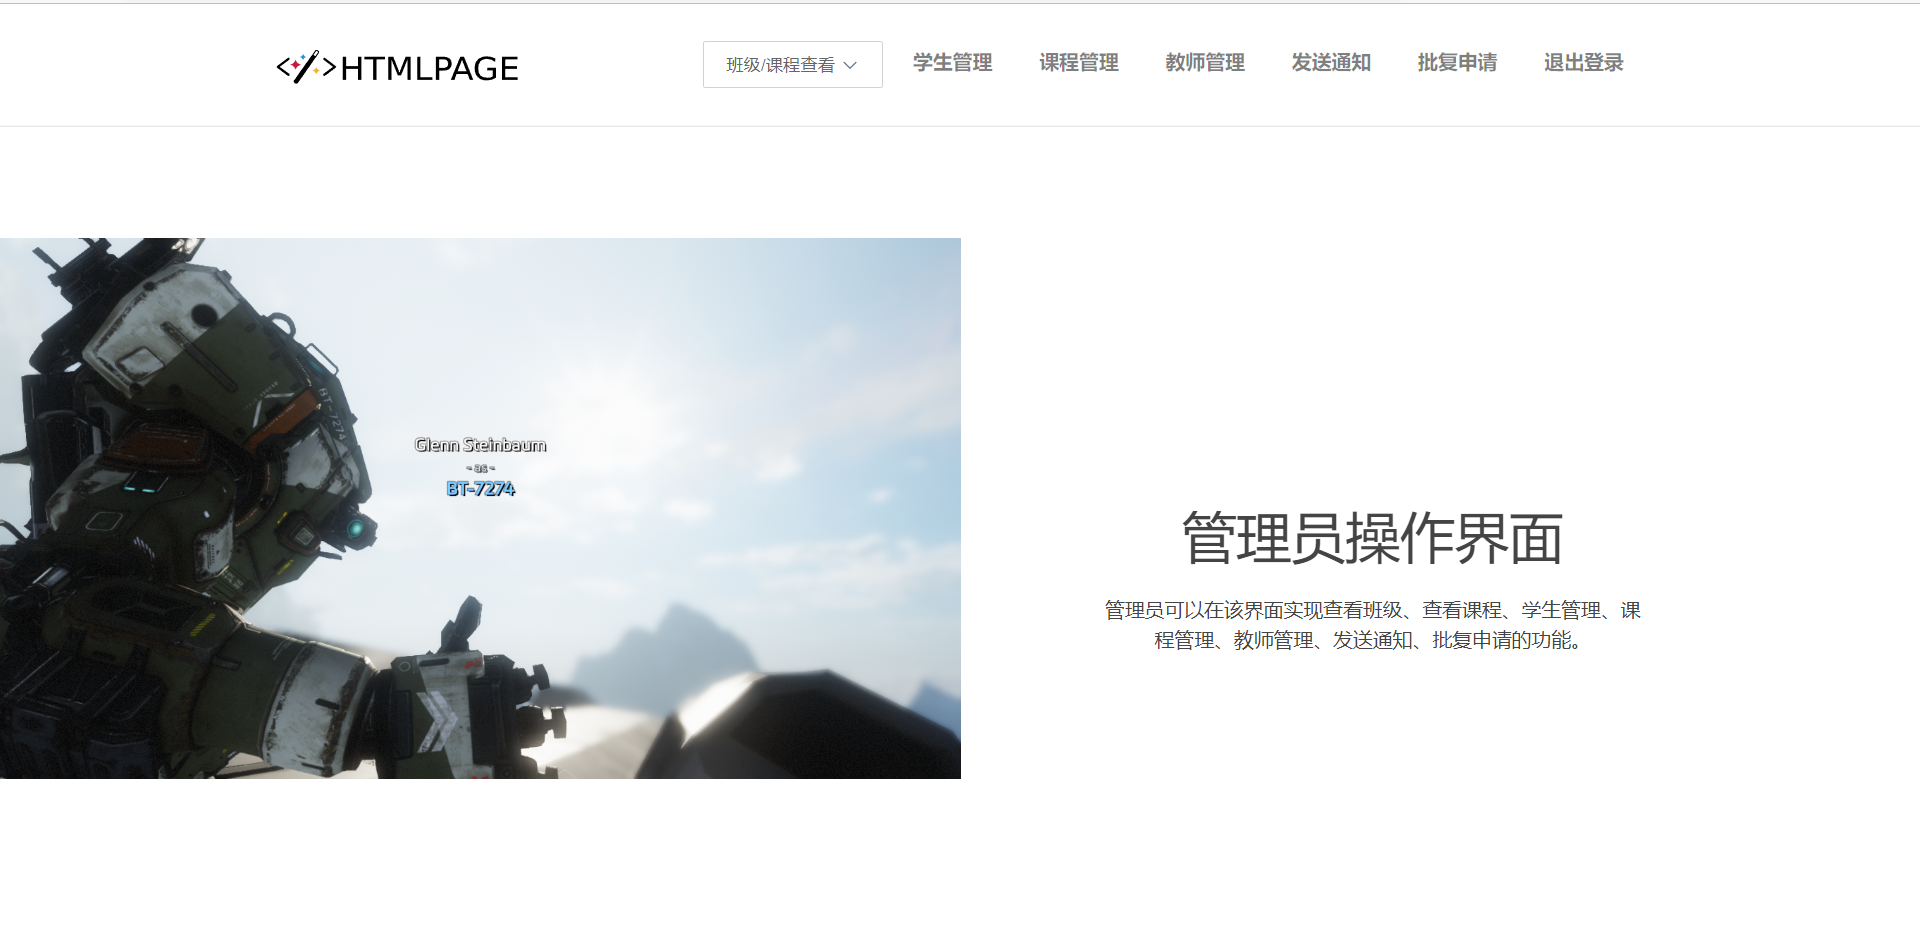 HTMLPAGE
班级/课程查看
学生管理
课程管理
教师管理
发送通知
批复申请
退出登录
BT-7274
Glenn Steinbaum
~ as ~
BT-7274
管理员操作界面
管理员可以在该界面实现查看班级、查看课程、学生管理、课
程管理、教师管理、发送通知、批复申请的功能。